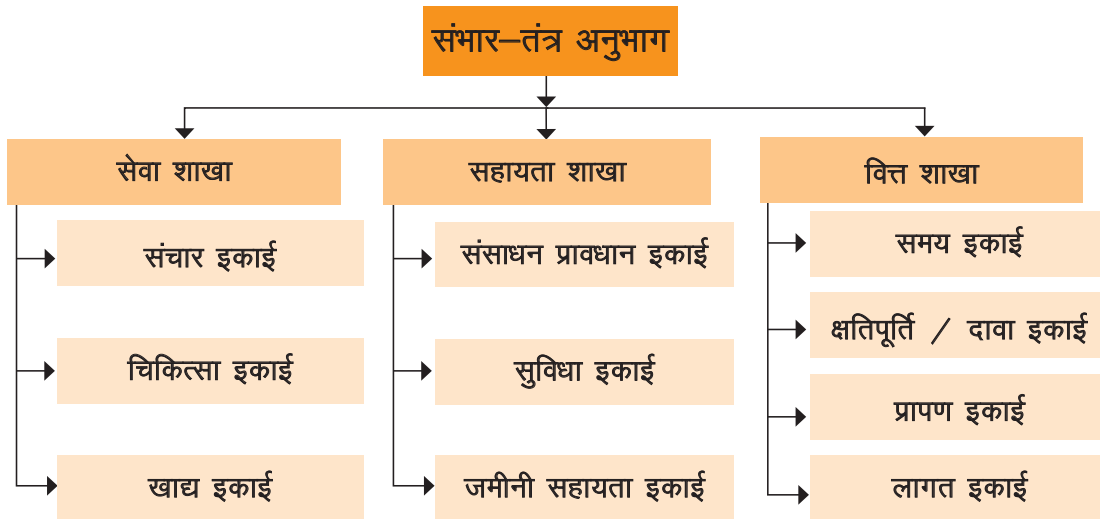 संभार–तंत्र अनुभाग
सेवा शाखा
संचार इकाई
चिकित्सा इकाई
खाद्य इकाई
सहायता शाखा
संसाधन प्रावधान इकाई
सुविधा इकाई
जमीनी सहायता इकाई
वित्त शाखा
समय इकाई
क्षतिपूर्ति / दावा इकाई
प्रापण इकाई
लागत इकाई